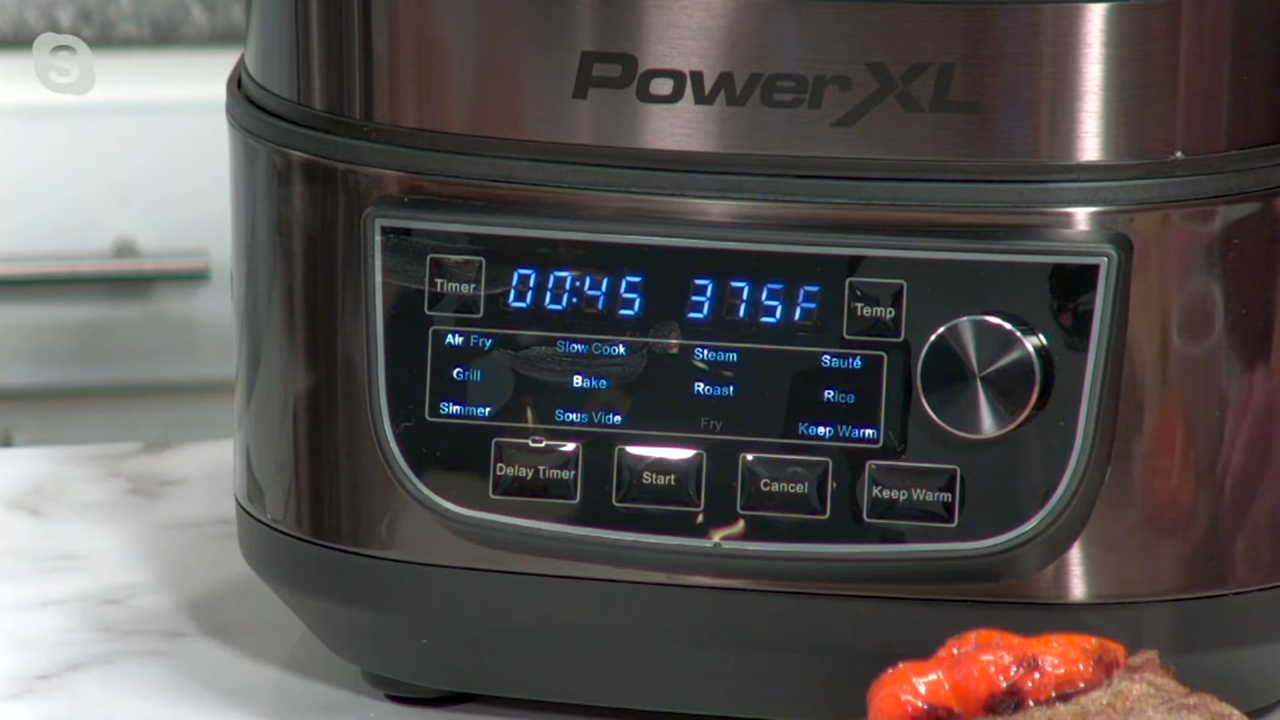 S
PowerXL
Timer
00:45 375F
Temp
Air Fry Slow Cook Steam Sauté
Grill Bake Roast Rice
Simmer Sous Vide Fry Keep Warm
Delay Timer Start Cancel Keep Warm